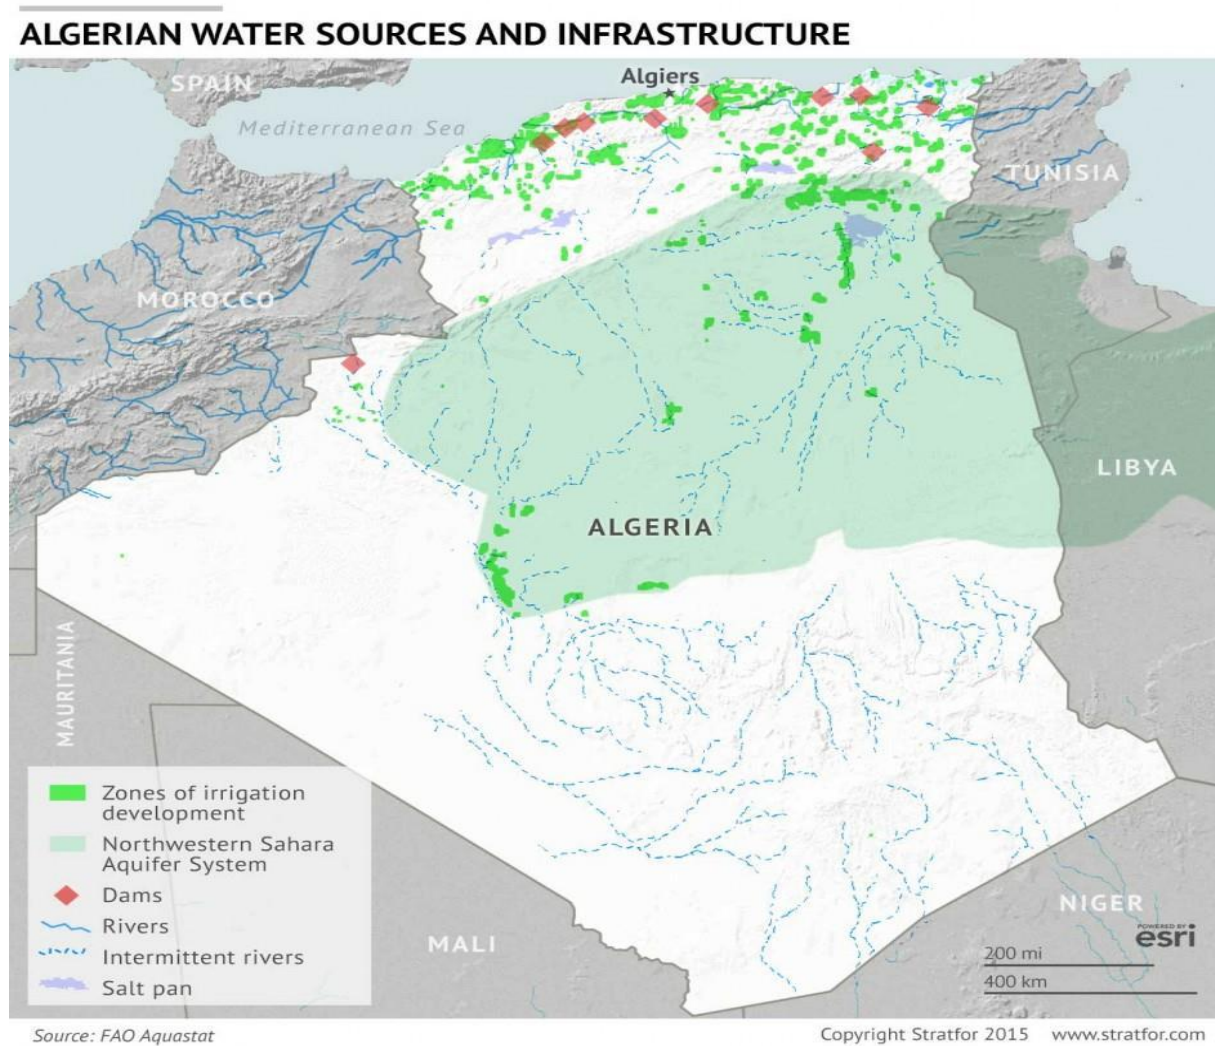 ALGERIAN WATER SOURCES AND INFRASTRUCTURE
SPAIN
Algiers
Mediterranean Sea
TUNISIA
MOROCCO
LIBYA
ALGERIA
MAURITANIA
Zones of irrigation
development
Northwestern Sahara
Aquifer System
Dams
Rivers
Intermittent rivers
Salt pan
MALI
NIGER
POWERED BY
esri
200 mi
400 km
Source: FAO Aquastat
Copyright Stratfor 2015 www.stratfor.com